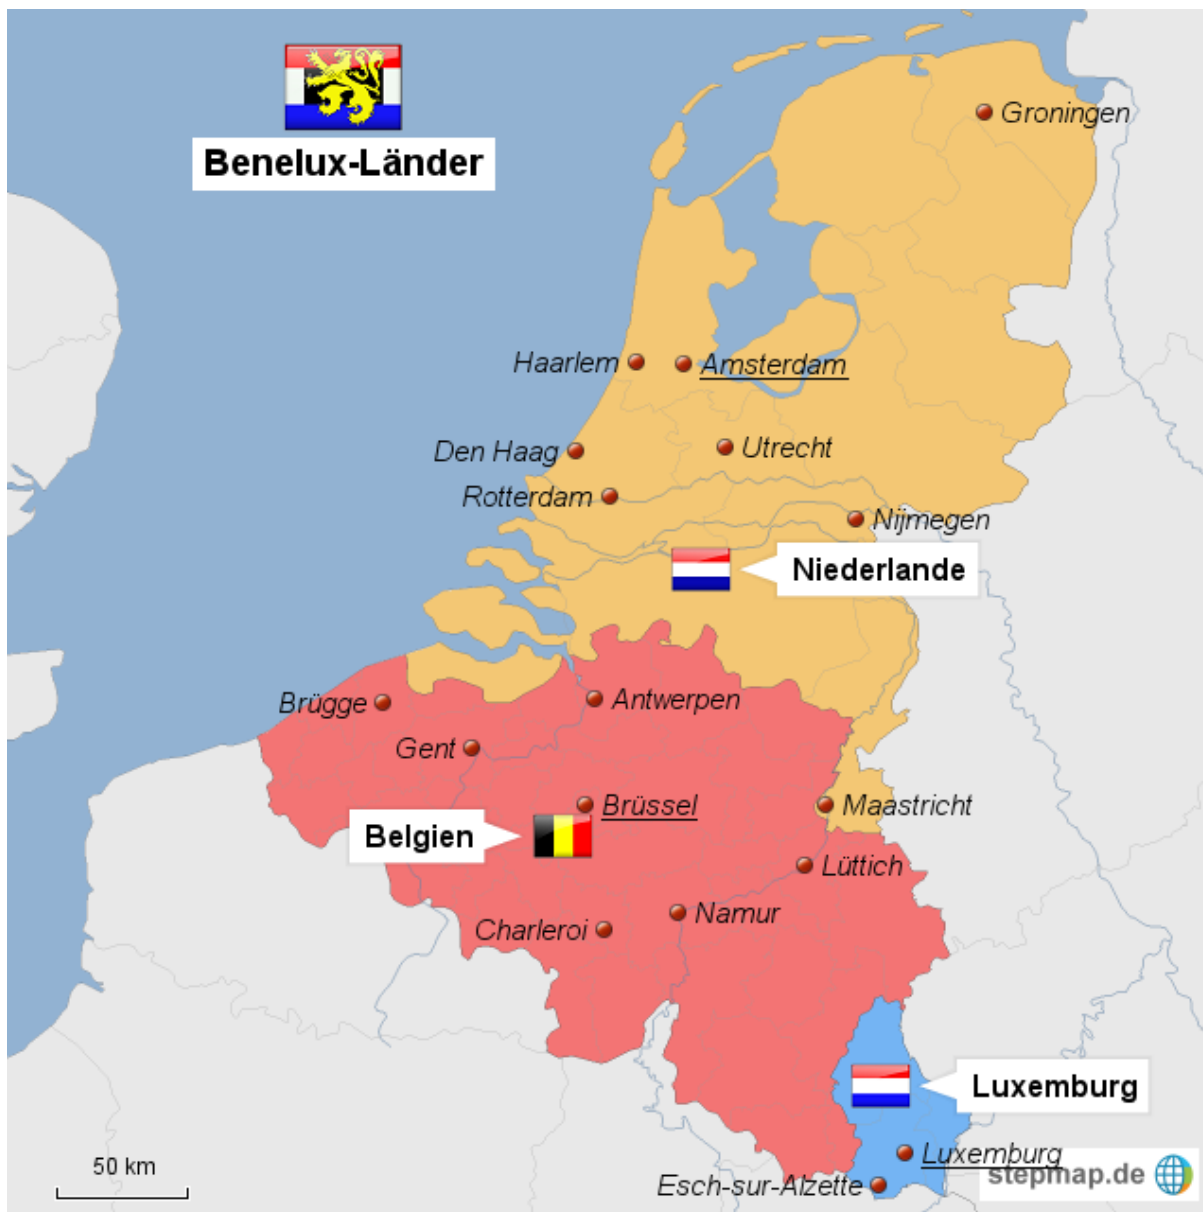 Benelux-Länder
Groningen
Haarlem
Amsterdam
Den Haag
Utrecht
Rotterdam
Nijmegen
Niederlande
Brügge
Antwerpen
Gent
Brüssel
Maastricht
Belgien
Lüttich
Namur
Charleroi
Luxemburg
Luxemburg
50 km
stepmap.de
Esch-sur-Alzette